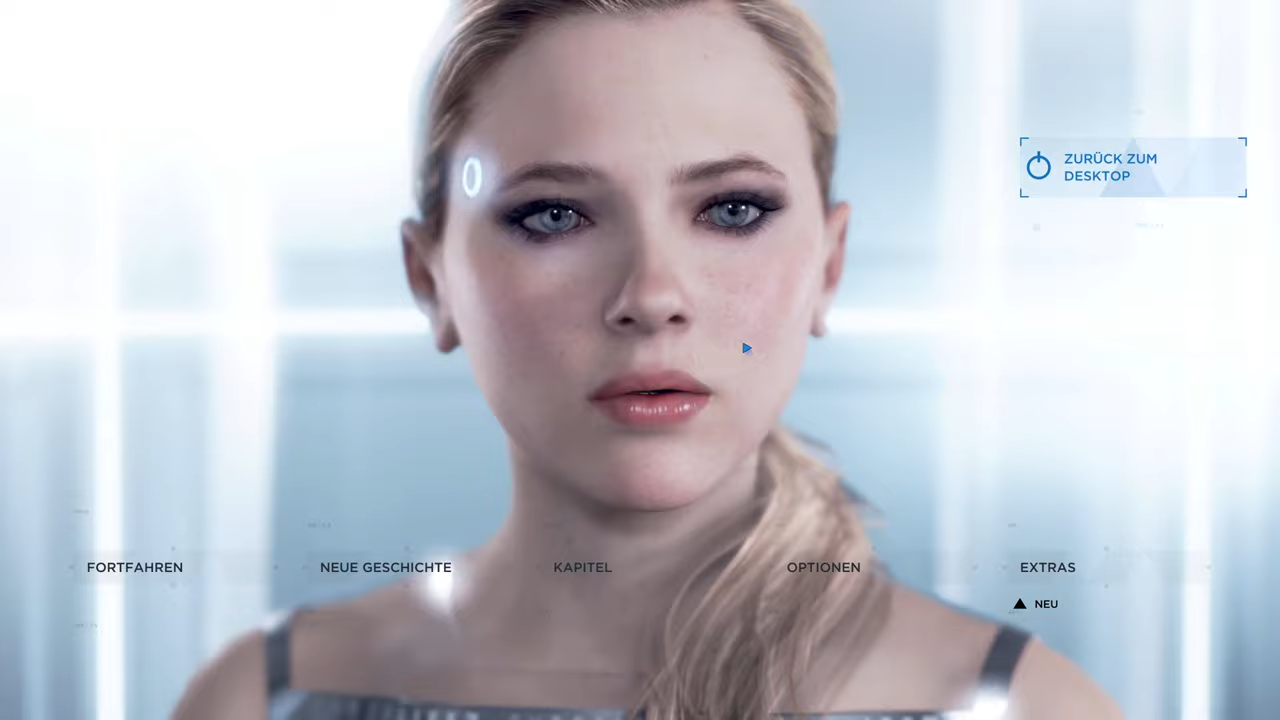 ZURÜCK ZUM
DESKTOP
FORTFAHREN
NEUE GESCHICHTE
KAPITEL
OPTIONEN
EXTRAS
NEU